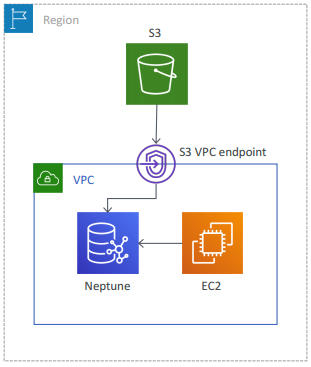 Region
S3
S3 VPC endpoint
VPC
Neptune
EC2